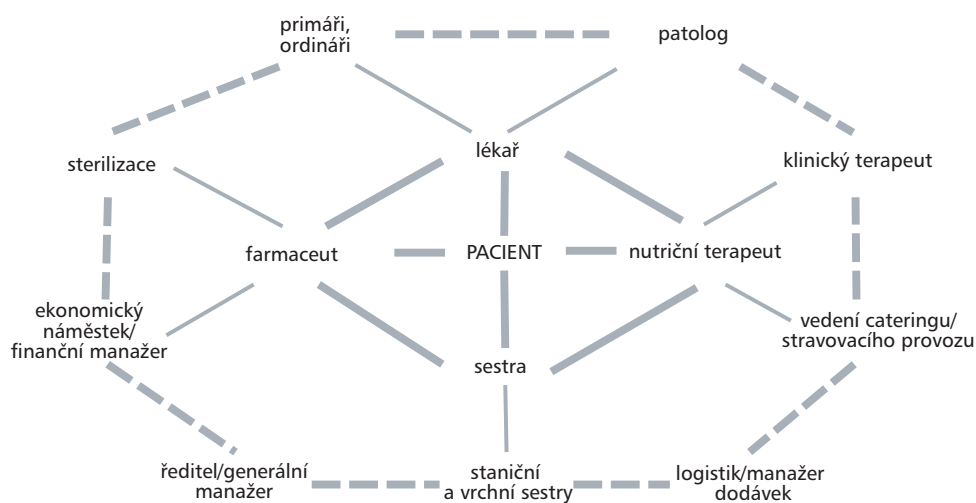 primáři,
ordináři
patolog
lékař
sterilizace
klinický terapeut
farmaceut
PACIENT
nutriční terapeut
ekonomický
náměstek/
finanční manažer
vedení cateringu/
stravovacího provozu
sestra
ředitel/generální
manažer
staniční
a vrchní sestry
logistik/manažer
dodávek